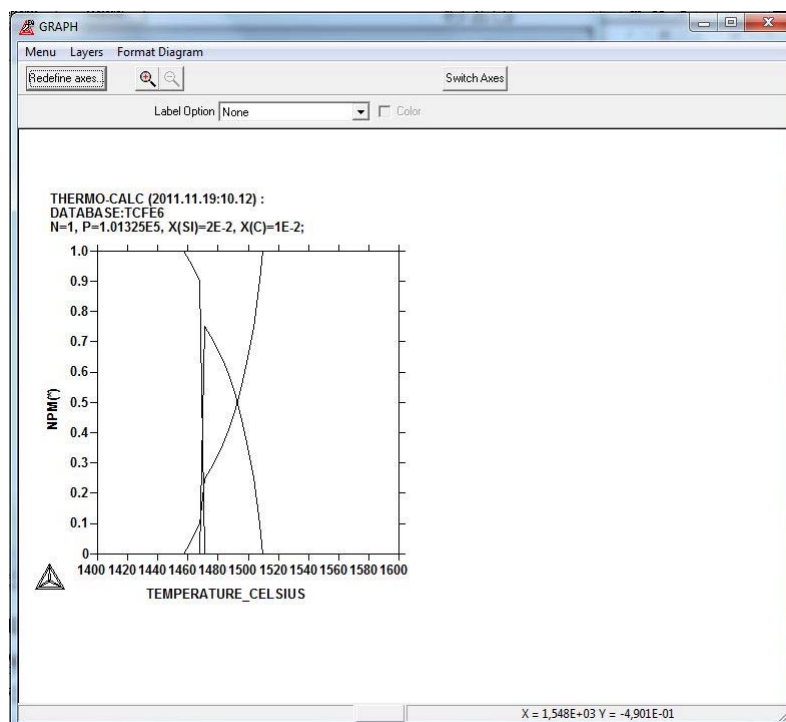 GRAPH
Menu Layers Format Diagram
Redefine axes...
Switch Axes
Label Option None Color
THERMO-CALC (2011.11.19:10.12) :
DATABASE:TCFE6
N=1, P=1.01325E5, X(SI)=2E-2, X(C)=1E-2;
1.0
0.9
0.8
0.7
0.6
0.5
0.4
0.3
0.2
0.1
0
NPM(*)
1400 1420 1440 1460 1480 1500 1520 1540 1560 1580 1600
TEMPERATURE_CELSIUS
X = 1,548E+03 Y = -4,901E-01